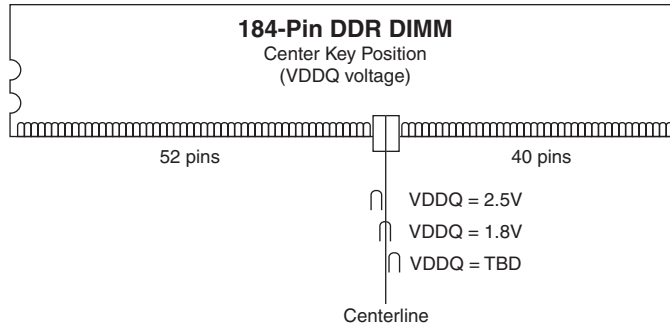 184-Pin DDR DIMM
Center Key Position
(VDDQ voltage)
52 pins
40 pins
VDDQ = 2.5V
VDDQ = 1.8V
VDDQ = TBD
Centerline